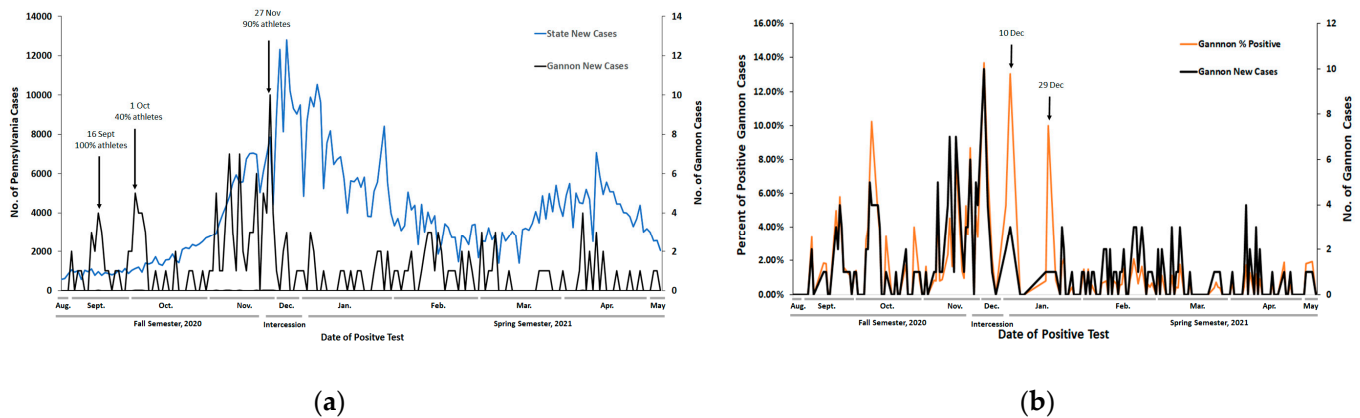 27 Nov
90% athletes
1 Oct
40% athletes
16 Sept
100% athletes
State New Cases
Gannon New Cases
No. of Pennsylvania Cases
14000
12000
10000
8000
6000
4000
2000
0
No. of Gannon Cases
14
12
10
8
6
4
2
0
Aug. Sept. Oct. Nov. Dec. Jan. Feb. Mar. Apr. May
Fall Semester, 2020 Intercession Spring Semester, 2021
Date of Positve Test
(a)
10 Dec
29 Dec
Gannnon % Positive
Gannon New Cases
Percent of Positive Gannon Cases
16.00%
14.00%
12.00%
10.00%
8.00%
6.00%
4.00%
2.00%
0.00%
No. of Gannon Cases
12
10
8
6
4
2
0
Aug. Sept. Oct. Nov. Dec. Jan. Feb. Mar. Apr. May
Fall Semester, 2020 Intercession Spring Semester, 2021
Date of Positive Test
(b)